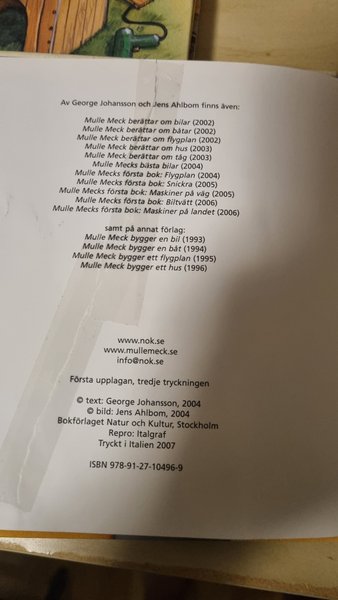 Av George Johansson och Jens Ahlbom finns även:
Mulle Meck berättar om bilar (2002)
Mulle Meck berättar om båtar (2002)
Mulle Meck berättar om flygplan (2002)
Mulle Meck berättar om hus (2003)
Mulle Meck berättar om tåg (2003)
Mulle Mecks bästa bilar (2004)
Mulle Mecks första bok: Flygplan (2004)
Mulle Mecks första bok: Snickra (2005)
Mulle Mecks första bok: Maskiner på väg (2005)
Mulle Mecks första bok: Biltvätt (2006)
Mulle Mecks första bok: Maskiner på landet (2006)
samt på annat förlag:
Mulle Meck bygger en bil (1993)
Mulle Meck bygger en båt (1994)
Mulle Meck bygger ett flygplan (1995)
Mulle Meck bygger ett hus (1996)
www.nok.se
www.mullemeck.se
info@nok.se
Första upplagan, tredje tryckningen
© text: George Johansson, 2004
© bild: Jens Ahlbom, 2004
Bokförlaget Natur och Kultur, Stockholm
Repro: Italgraf
Tryckt i Italien 2007
ISBN 978-91-27-10496-9